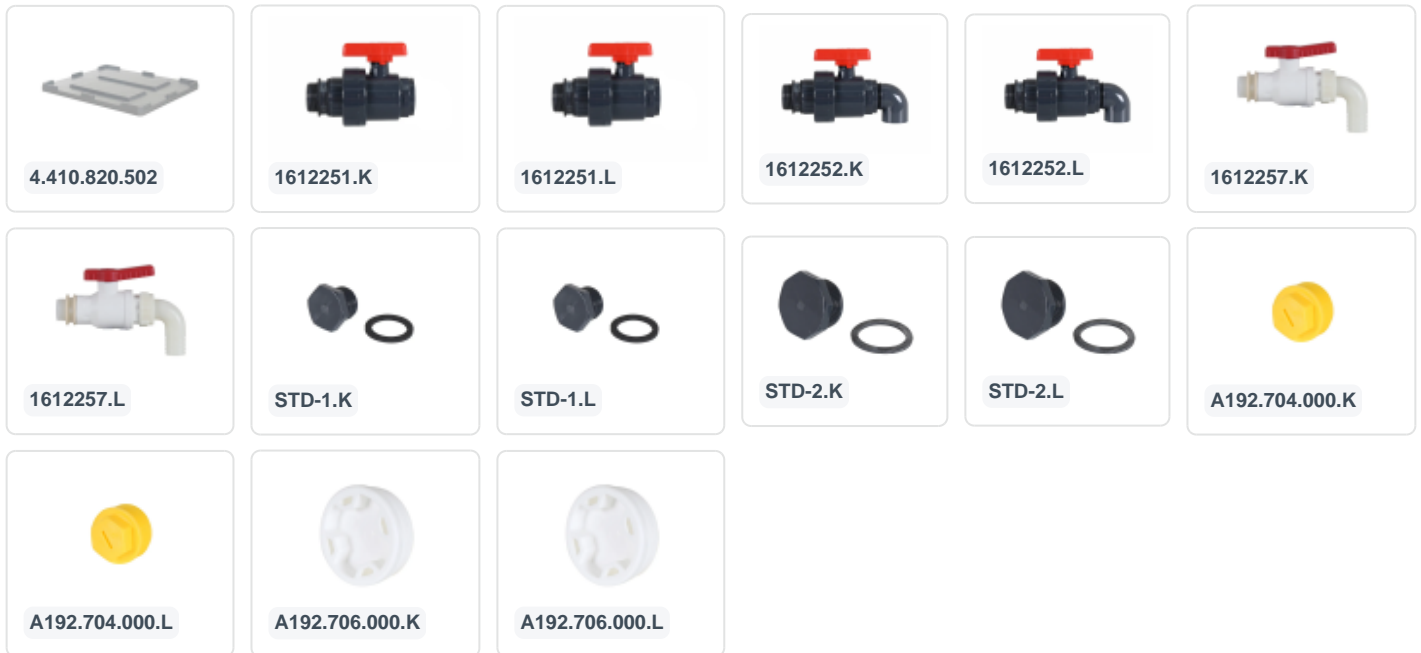 4.410.820.502
1612251.K
1612251.L
1612252.K
1612252.L
1612257.K
1612257.L
STD-1.K
STD-1.L
STD-2.K
STD-2.L
A192.704.000.K
A192.704.000.L
A192.706.000.K
A192.706.000.L